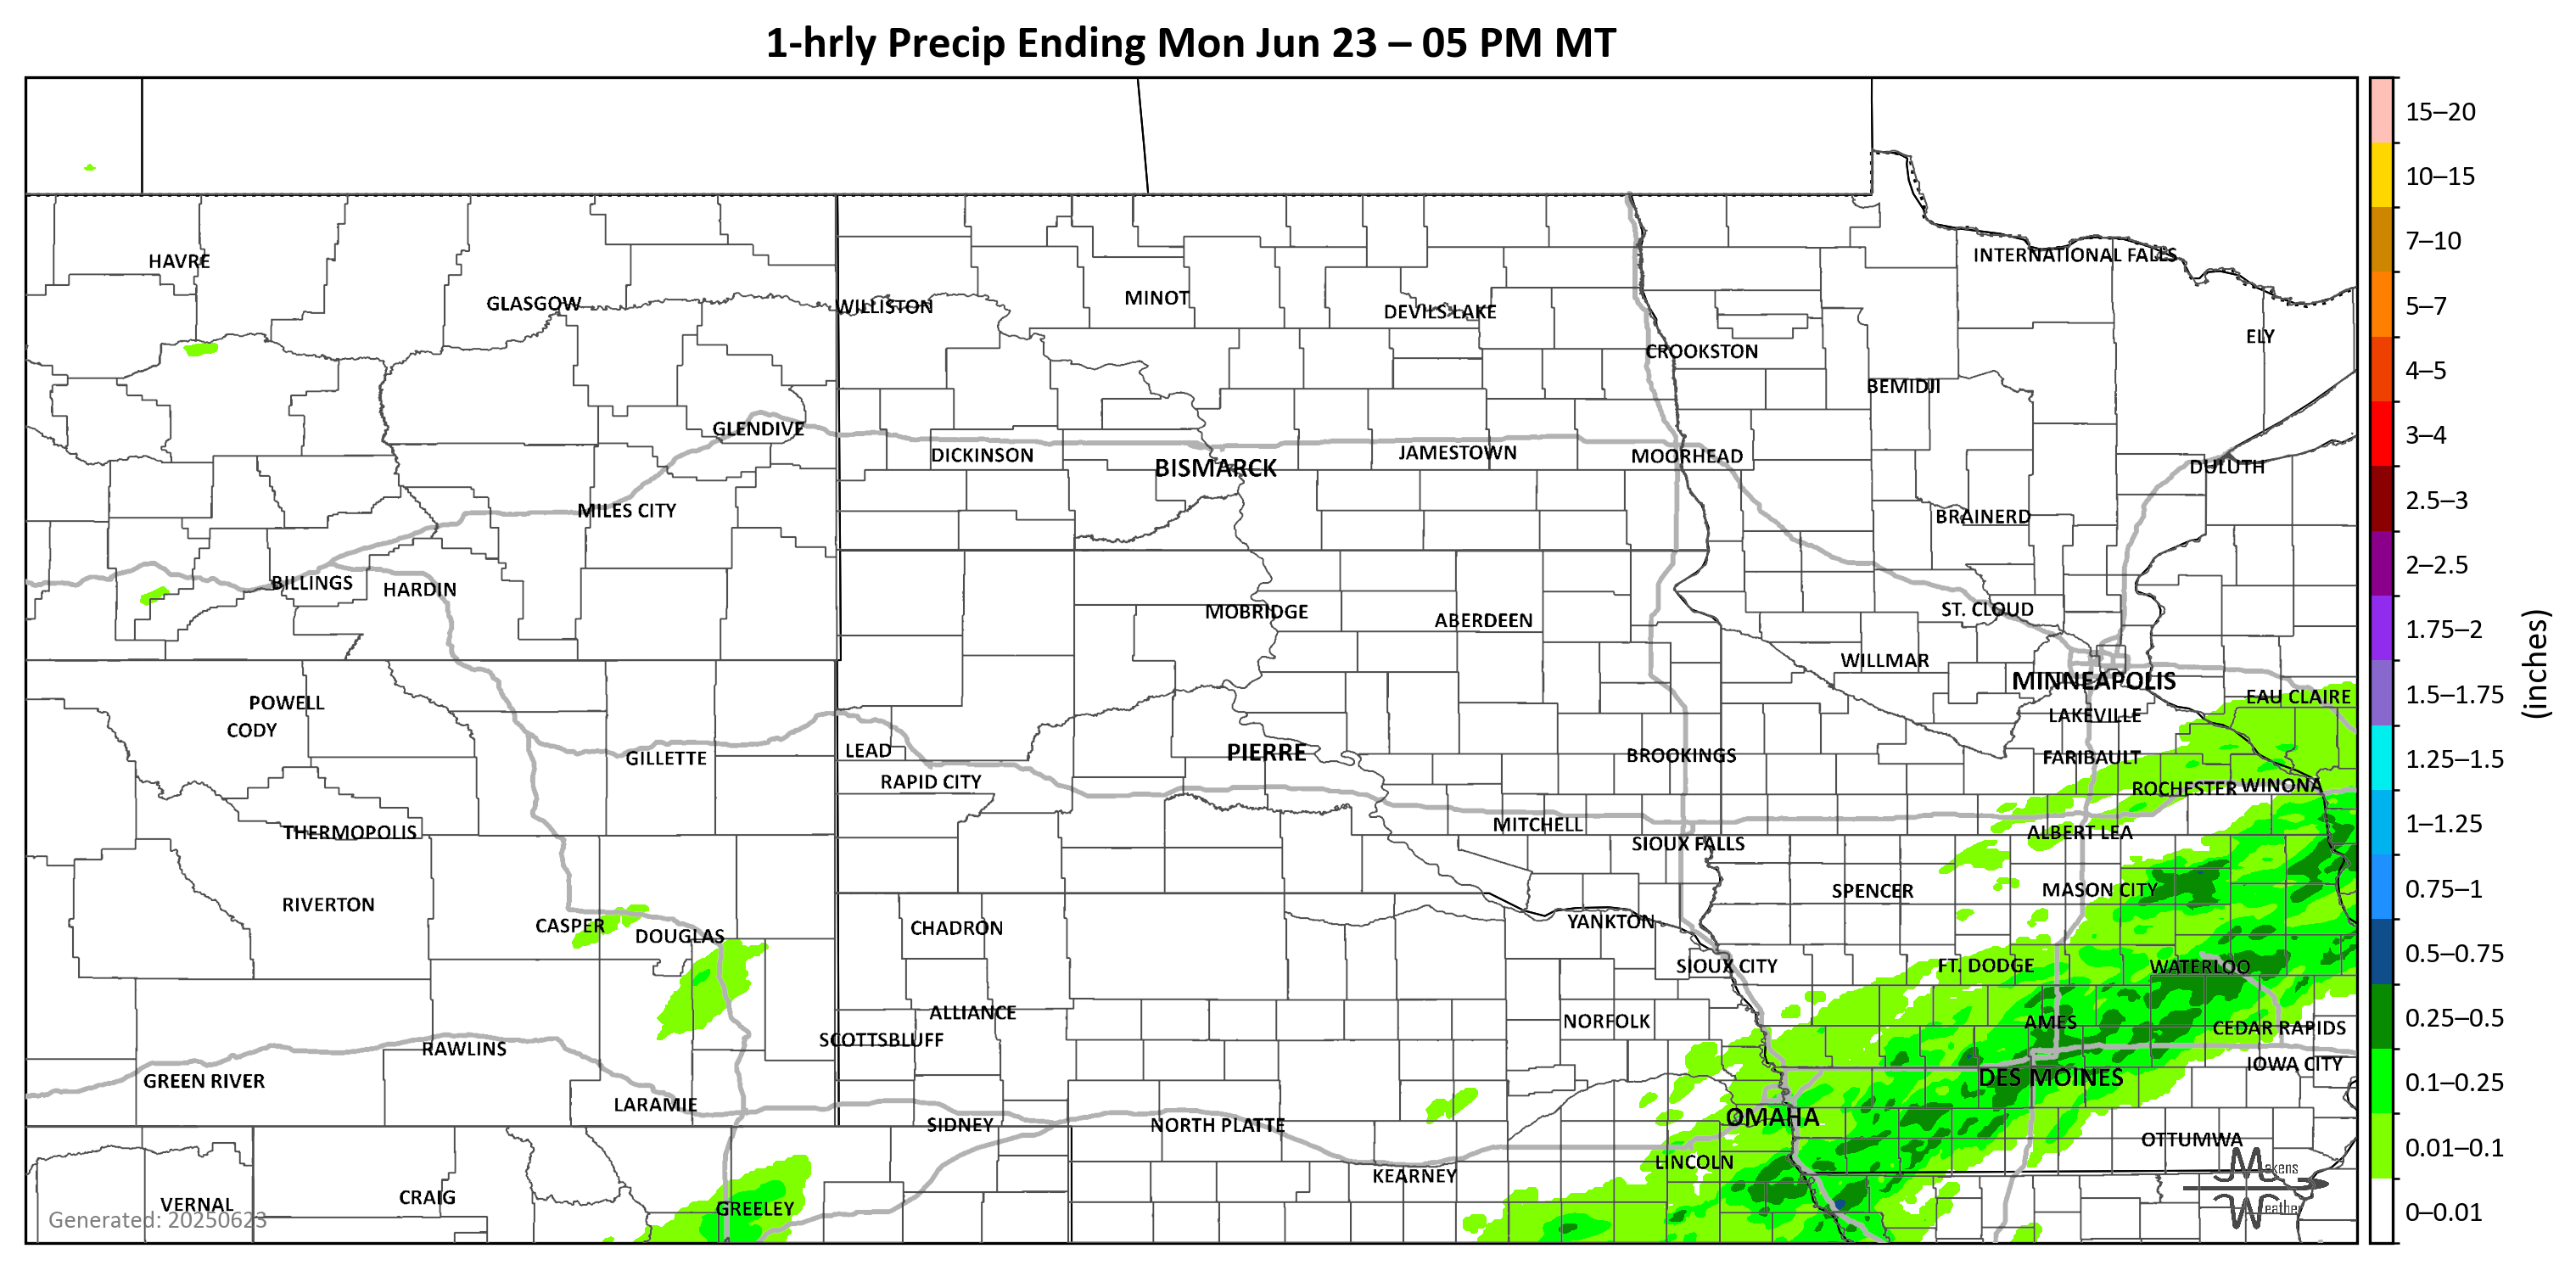 1-hrly Precip Ending Mon Jun 23 – 05 PM MT
15–20
10–15
7–10
5–7
4–5
3–4
2.5–3
2–2.5
1.75–2
1.5–1.75
1.25–1.5
1–1.25
0.75–1
0.5–0.75
0.25–0.5
0.1–0.25
0.01–0.1
0–0.01
(inches)
HAVRE
INTERNATIONAL FALLS
GLASGOW
WILLISTON
MINOT
DEVILS LAKE
ELY
CROOKSTON
BEMIDJI
GLENDIVE
DICKINSON
BISMARCK
JAMESTOWN
MOORHEAD
DULUTH
MILES CITY
BRAINERD
BILLINGS
HARDIN
MOBRIDGE
ABERDEEN
ST. CLOUD
WILLMAR
MINNEAPOLIS
EAU CLAIRE
POWELL
CODY
LAKEVILLE
GILLETTE
LEAD
PIERRE
BROOKINGS
FARIBAULT
RAPID CITY
ROCHESTER
WINONA
THERMOPOLIS
MITCHELL
ALBERT LEA
SIOUX FALLS
SPENCER
MASON CITY
RIVERTON
CASPER
DOUGLAS
CHADRON
YANKTON
SIOUX CITY
FT. DODGE
WATERLOO
ALLIANCE
NORFOLK
AMES
CEDAR RAPIDS
SCOTTSBLUFF
RAWLINS
IOWA CITY
GREEN RIVER
DES MOINES
LARAMIE
SIDNEY
NORTH PLATTE
OMAHA
OTTUMWA
LINCOLN
KEARNEY
VERNAL
CRAIG
GREELEY
Makens
Weather
Generated: 20250623